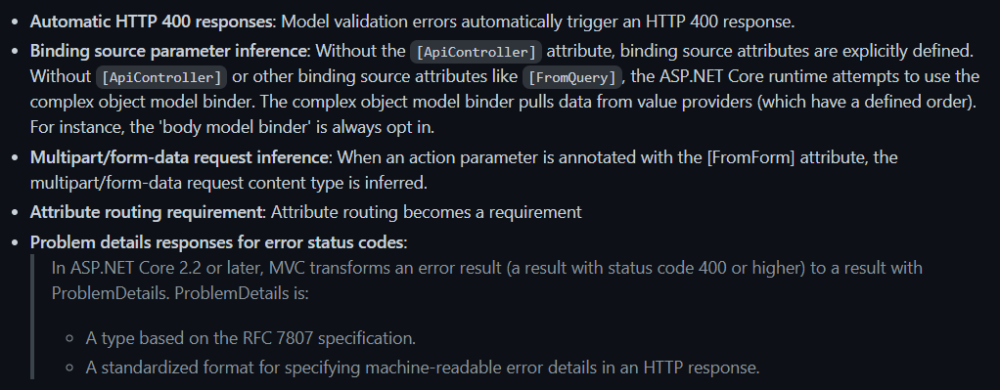 Automatic HTTP 400 responses: Model validation errors automatically trigger an HTTP 400 response.
Binding source parameter inference: Without the [ApiController] attribute, binding source attributes are explicitly defined.
Without [ApiController] or other binding source attributes like [FromQuery], the ASP.NET Core runtime attempts to use the
complex object model binder. The complex object model binder pulls data from value providers (which have a defined order).
For instance, the 'body model binder' is always opt in.
Multipart/form-data request inference: When an action parameter is annotated with the [FromForm] attribute, the
multipart/form-data request content type is inferred.
Attribute routing requirement: Attribute routing becomes a requirement
Problem details responses for error status codes:
In ASP.NET Core 2.2 or later, MVC transforms an error result (a result with status code 400 or higher) to a result with
ProblemDetails. ProblemDetails is:
A type based on the RFC 7807 specification.
A standardized format for specifying machine-readable error details in an HTTP response.